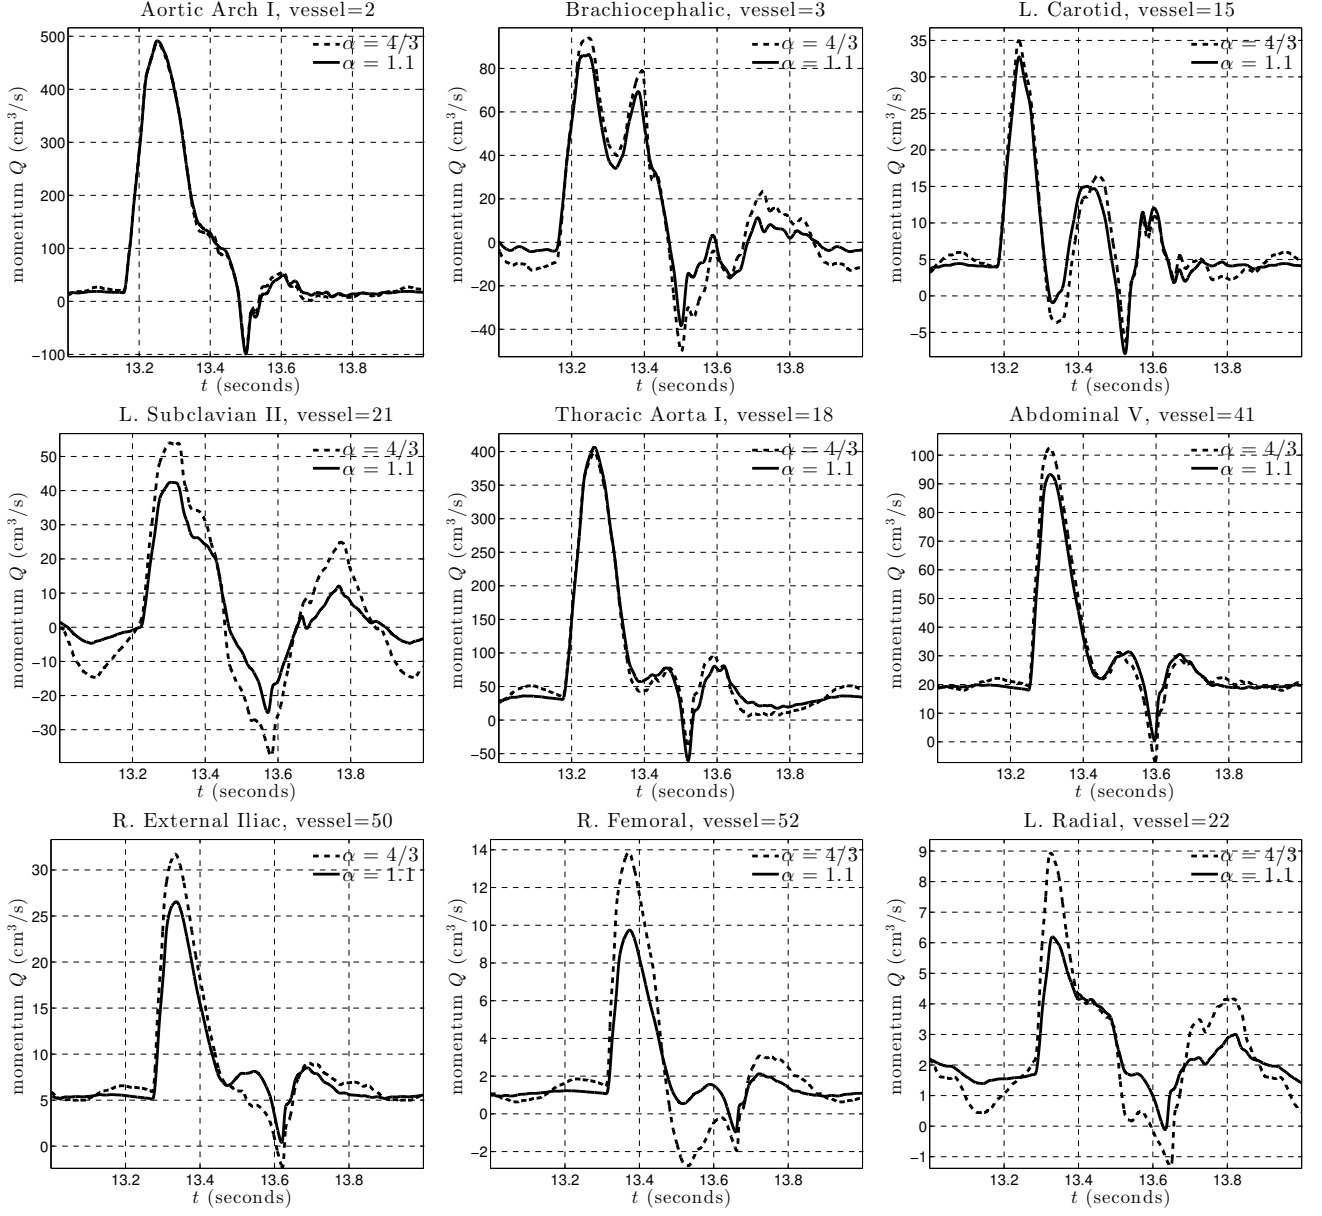 Aortic Arch I, vessel=2
momentum Q (cm³/s)
500
400
300
200
100
0
−100
α = 4/3
α = 1.1
13.2 13.4 13.6 13.8
t (seconds)
Brachiocephalic, vessel=3
momentum Q (cm³/s)
80
60
40
20
0
−20
−40
α = 4/3
α = 1.1
13.2 13.4 13.6 13.8
t (seconds)
L. Carotid, vessel=15
momentum Q (cm³/s)
35
30
25
20
15
10
5
0
−5
α = 4/3
α = 1.1
13.2 13.4 13.6 13.8
t (seconds)
L. Subclavian II, vessel=21
momentum Q (cm³/s)
50
40
30
20
10
0
−10
−20
−30
α = 4/3
α = 1.1
13.2 13.4 13.6 13.8
t (seconds)
Thoracic Aorta I, vessel=18
momentum Q (cm³/s)
400
350
300
250
200
150
100
50
0
−50
α = 4/3
α = 1.1
13.2 13.4 13.6 13.8
t (seconds)
Abdominal V, vessel=41
momentum Q (cm³/s)
100
90
80
70
60
50
40
30
20
10
0
α = 4/3
α = 1.1
13.2 13.4 13.6 13.8
t (seconds)
R. External Iliac, vessel=50
momentum Q (cm³/s)
30
25
20
15
10
5
0
α = 4/3
α = 1.1
13.2 13.4 13.6 13.8
t (seconds)
R. Femoral, vessel=52
momentum Q (cm³/s)
14
12
10
8
6
4
2
0
−2
α = 4/3
α = 1.1
13.2 13.4 13.6 13.8
t (seconds)
L. Radial, vessel=22
momentum Q (cm³/s)
9
8
7
6
5
4
3
2
1
0
−1
α = 4/3
α = 1.1
13.2 13.4 13.6 13.8
t (seconds)